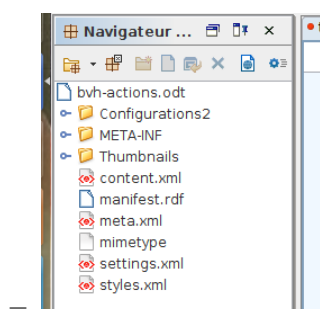 Navigateur ...
bvh-actions.odt
Configurations2
META-INF
Thumbnails
content.xml
manifest.rdf
meta.xml
mimetype
settings.xml
styles.xml